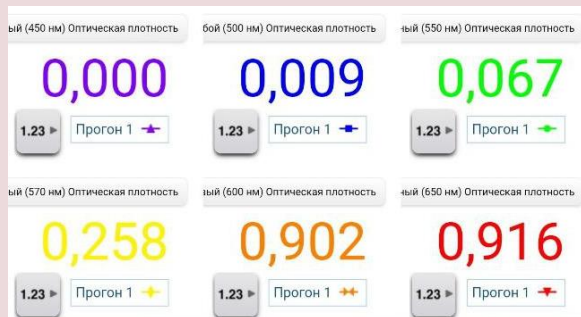 ый (450 нм) Оптическая плотность
бой (500 нм) Оптическая плотность
ный (550 нм) Оптическая плотность
0,000
0,009
0,067
1.23
Прогон 1
1.23
Прогон 1
1.23
Прогон 1
ый (570 нм) Оптическая плотность
ый (600 нм) Оптическая плотность
ный (650 нм) Оптическая плотность
0,258
0,902
0,916
1.23
Прогон 1
1.23
Прогон 1
1.23
Прогон 1